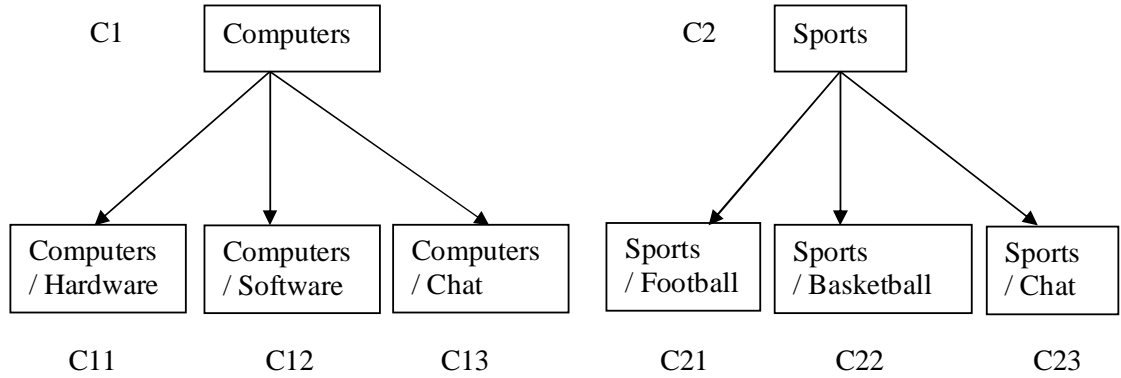 C1
Computers
C2
Sports
Computers
/ Hardware
Computers
/ Software
Computers
/ Chat
Sports
/ Football
Sports
/ Basketball
Sports
/ Chat
C11
C12
C13
C21
C22
C23